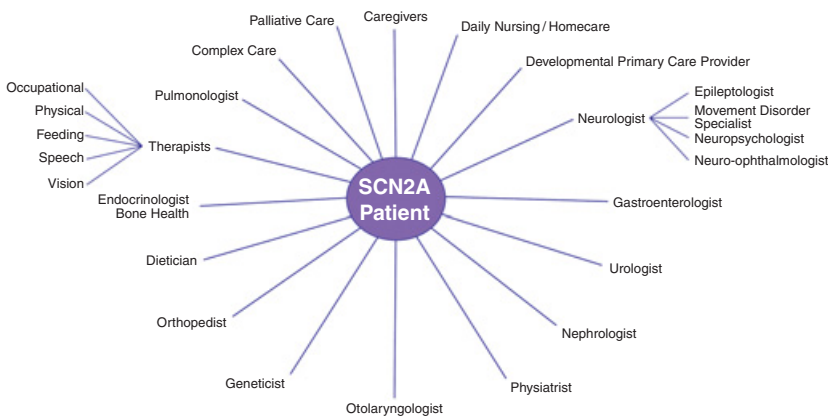 Caregivers
Palliative Care
Daily Nursing / Homecare
Complex Care
Developmental Primary Care Provider
Pulmonologist
Occupational
Physical
Feeding
Speech
Vision
Therapists
Neurologist
Epileptologist
Movement Disorder
Specialist
Neuropsychologist
Neuro-ophthalmologist
SCN2A
Patient
Endocrinologist
Bone Health
Gastroenterologist
Dietician
Urologist
Orthopedist
Nephrologist
Geneticist
Physiatrist
Otolaryngologist